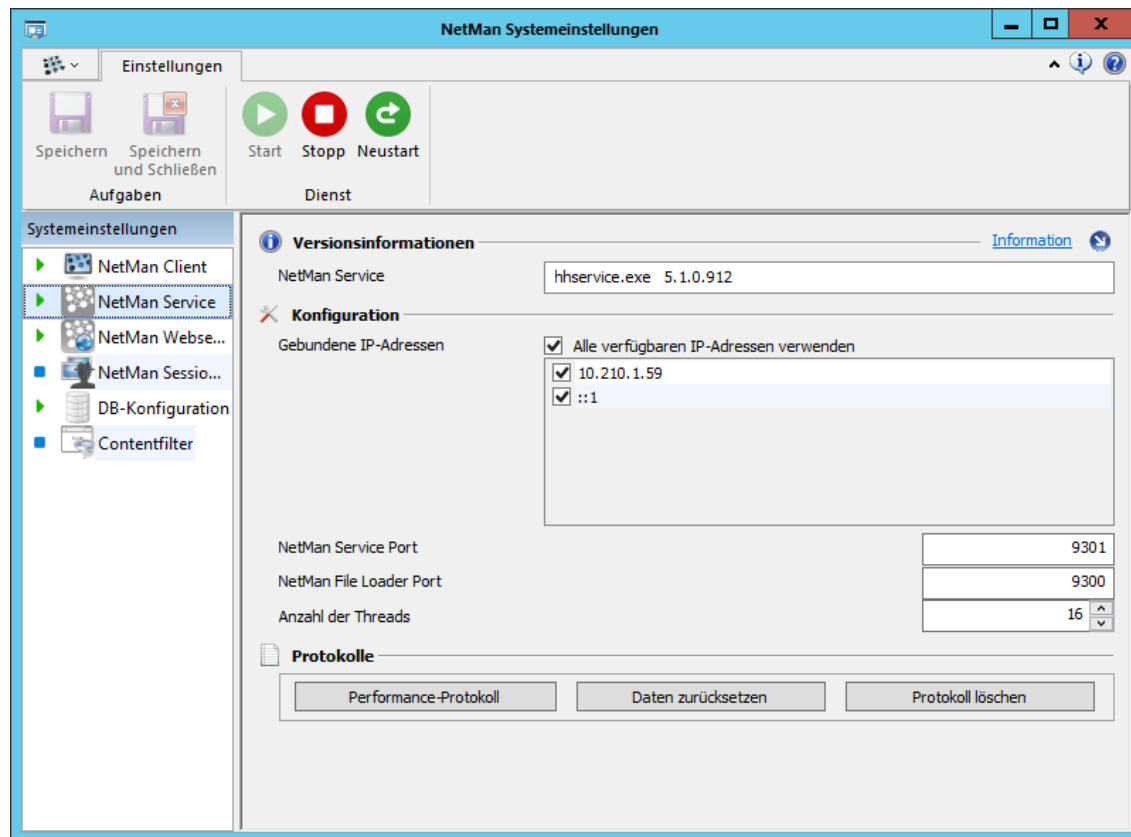 NetMan Systemeinstellungen
Einstellungen
Speichern
Speichern
und Schließen
Start
Stopp
Neustart
Aufgaben
Dienst
Systemeinstellungen
NetMan Client
NetMan Service
NetMan Webse...
NetMan Sessio...
DB-Konfiguration
Contentfilter
Versionsinformationen
Information
NetMan Service
hhservice.exe 5.1.0.912
Konfiguration
Gebundene IP-Adressen
Alle verfügbaren IP-Adressen verwenden
10.210.1.59
::1
NetMan Service Port
9301
NetMan File Loader Port
9300
Anzahl der Threads
16
Protokolle
Performance-Protokoll
Daten zurücksetzen
Protokoll löschen